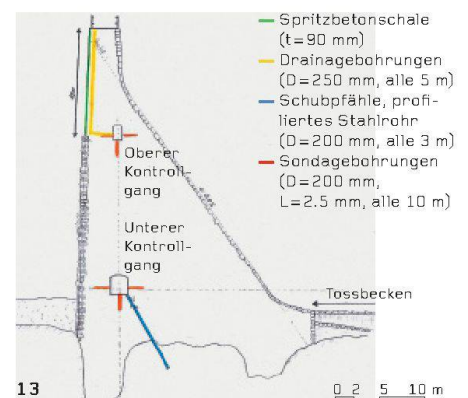 Spritzbetonschale
(t=90 mm)
Drainagebohrungen
(D=250 mm, alle 5 m)
Schubpfähle, profi-
liertes Stahlrohr
(D=200 mm, alle 3 m)
Sondagebohrungen
(D=200 mm,
L=2.5 mm, alle 10 m)
Oberer
Kontroll-
gang
Unterer
Kontroll-
gang
Tossbecken
13
0 2 5 10 m